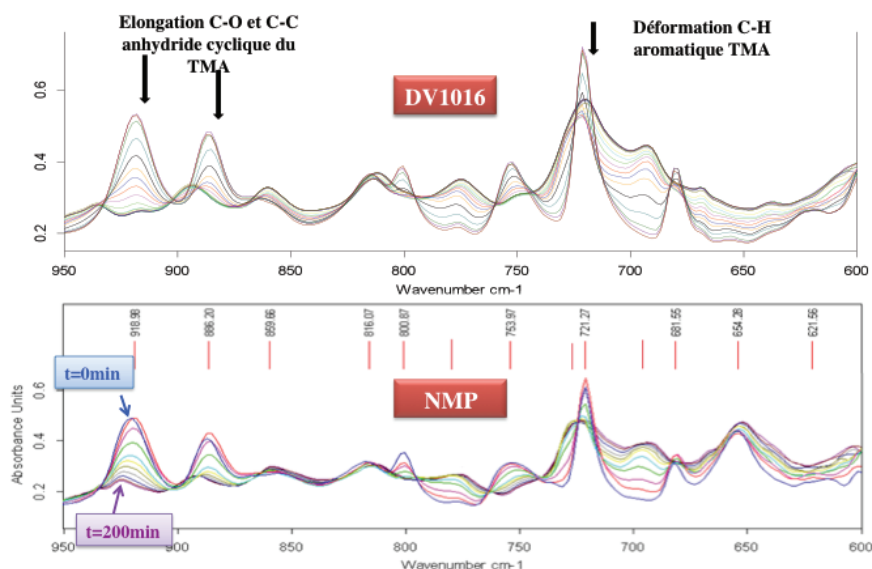 Elongation C-O et C-C
anhydride cyclique du
TMA
Déformation C-H
aromatique TMA
DV1016
0.6
0.4
0.2
950 900 850 800 750 700 650 600
Wavenumber cm-1
918.98 886.20 859.66 816.07 800.87 753.97 721.27 681.55 654.28 621.56
t=0min
NMP
Absorbance Units
0.6
0.4
0.2
t=200min
950 900 850 800 750 700 650 600
Wavenumber cm-1